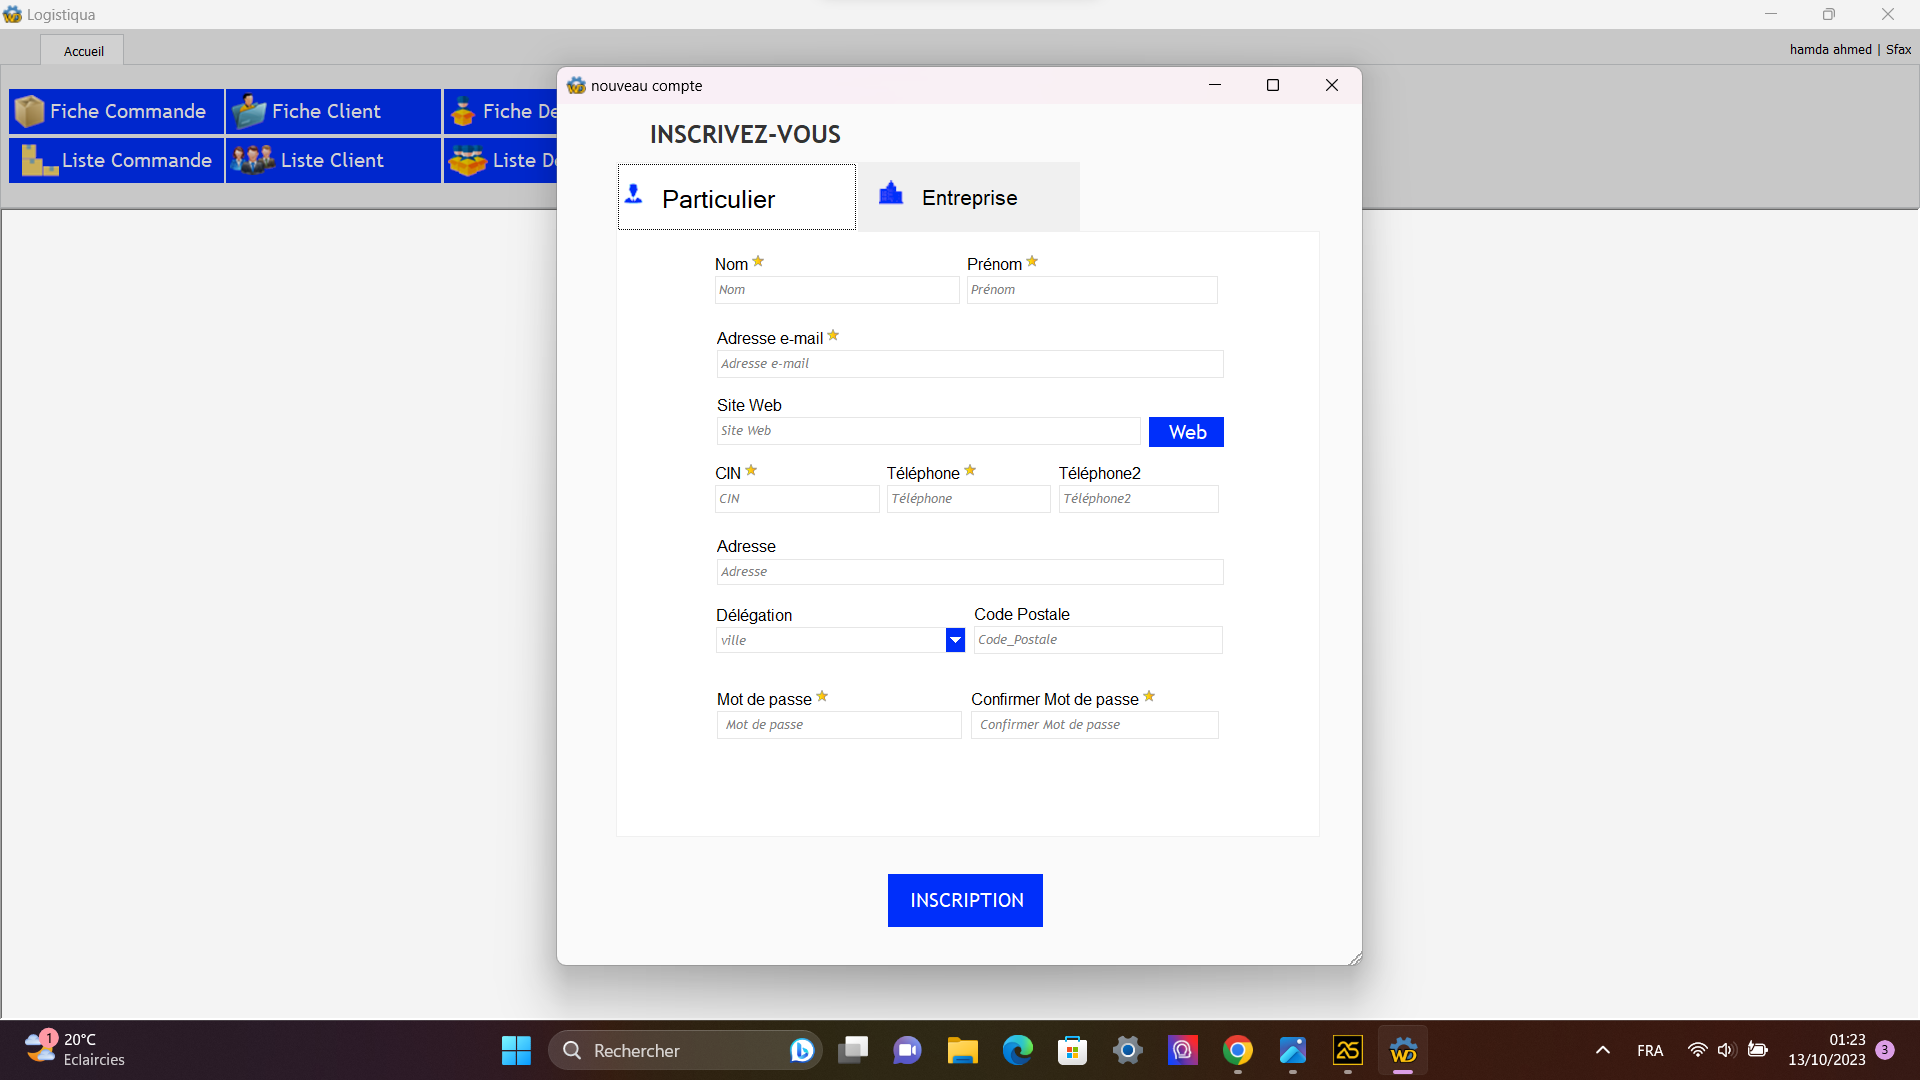 Logistiqua
Accueil
hamda ahmed | Sfax
Fiche Commande
Fiche Client
Fiche De
Liste Commande
Liste Client
Liste D
nouveau compte
INSCRIVEZ-VOUS
Particulier
Entreprise
Nom
Prénom
Nom
Prénom
Adresse e-mail
Adresse e-mail
Site Web
Site Web
Web
CIN
Téléphone
Téléphone2
CIN
Téléphone
Téléphone2
Adresse
Adresse
Délégation
Code Postale
ville
Code_Postale
Mot de passe
Confirmer Mot de passe
Mot de passe
Confirmer Mot de passe
INSCRIPTION
1
20°C
Eclaircies
Rechercher
FRA
01:23
13/10/2023
3